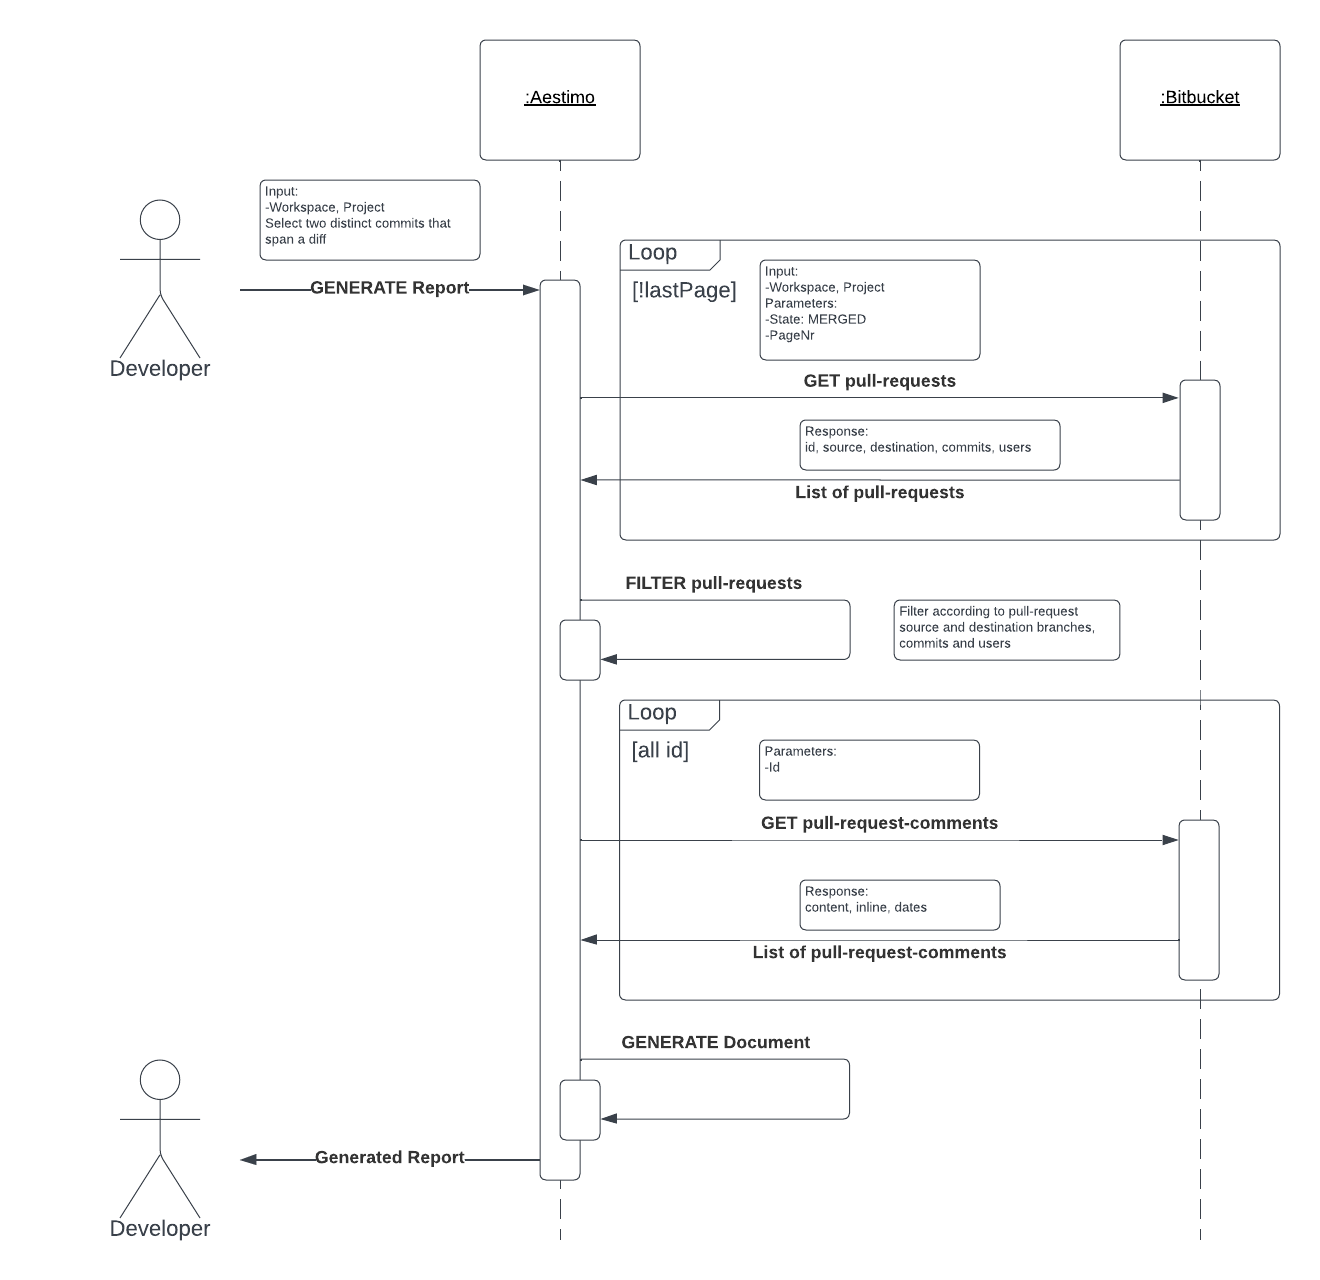 :Aestimo
:Bitbucket
Input:
-Workspace, Project
Select two distinct commits that
span a diff
GENERATE Report
Developer
Loop
[!lastPage]
Input:
-Workspace, Project
Parameters:
-State: MERGED
-PageNr
GET pull-requests
Response:
id, source, destination, commits, users
List of pull-requests
FILTER pull-requests
Filter according to pull-request
source and destination branches,
commits and users
Loop
[all id]
Parameters:
-Id
GET pull-request-comments
Response:
content, inline, dates
List of pull-request-comments
GENERATE Document
Generated Report
Developer